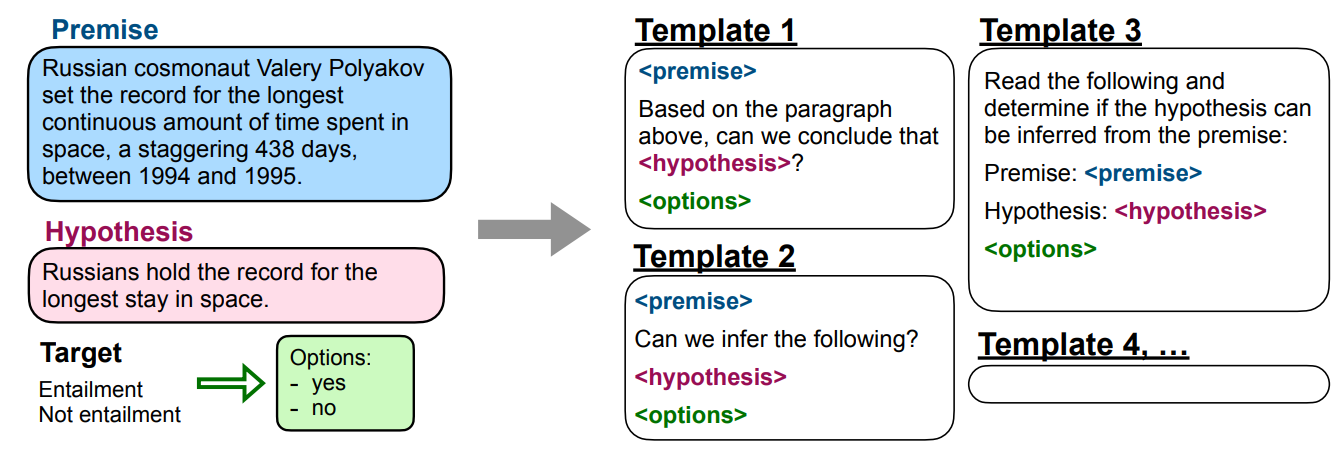 Premise
Russian cosmonaut Valery Polyakov
set the record for the longest
continuous amount of time spent in
space, a staggering 438 days,
between 1994 and 1995.
Hypothesis
Russians hold the record for the
longest stay in space.
Target
Entailment
Not entailment
Options:
- yes
- no
Template 1
<premise>
Based on the paragraph
above, can we conclude that
<hypothesis>?
<options>
Template 2
<premise>
Can we infer the following?
<hypothesis>
<options>
Template 3
Read the following and
determine if the hypothesis can
be inferred from the premise:
Premise: <premise>
Hypothesis: <hypothesis>
<options>
Template 4, …